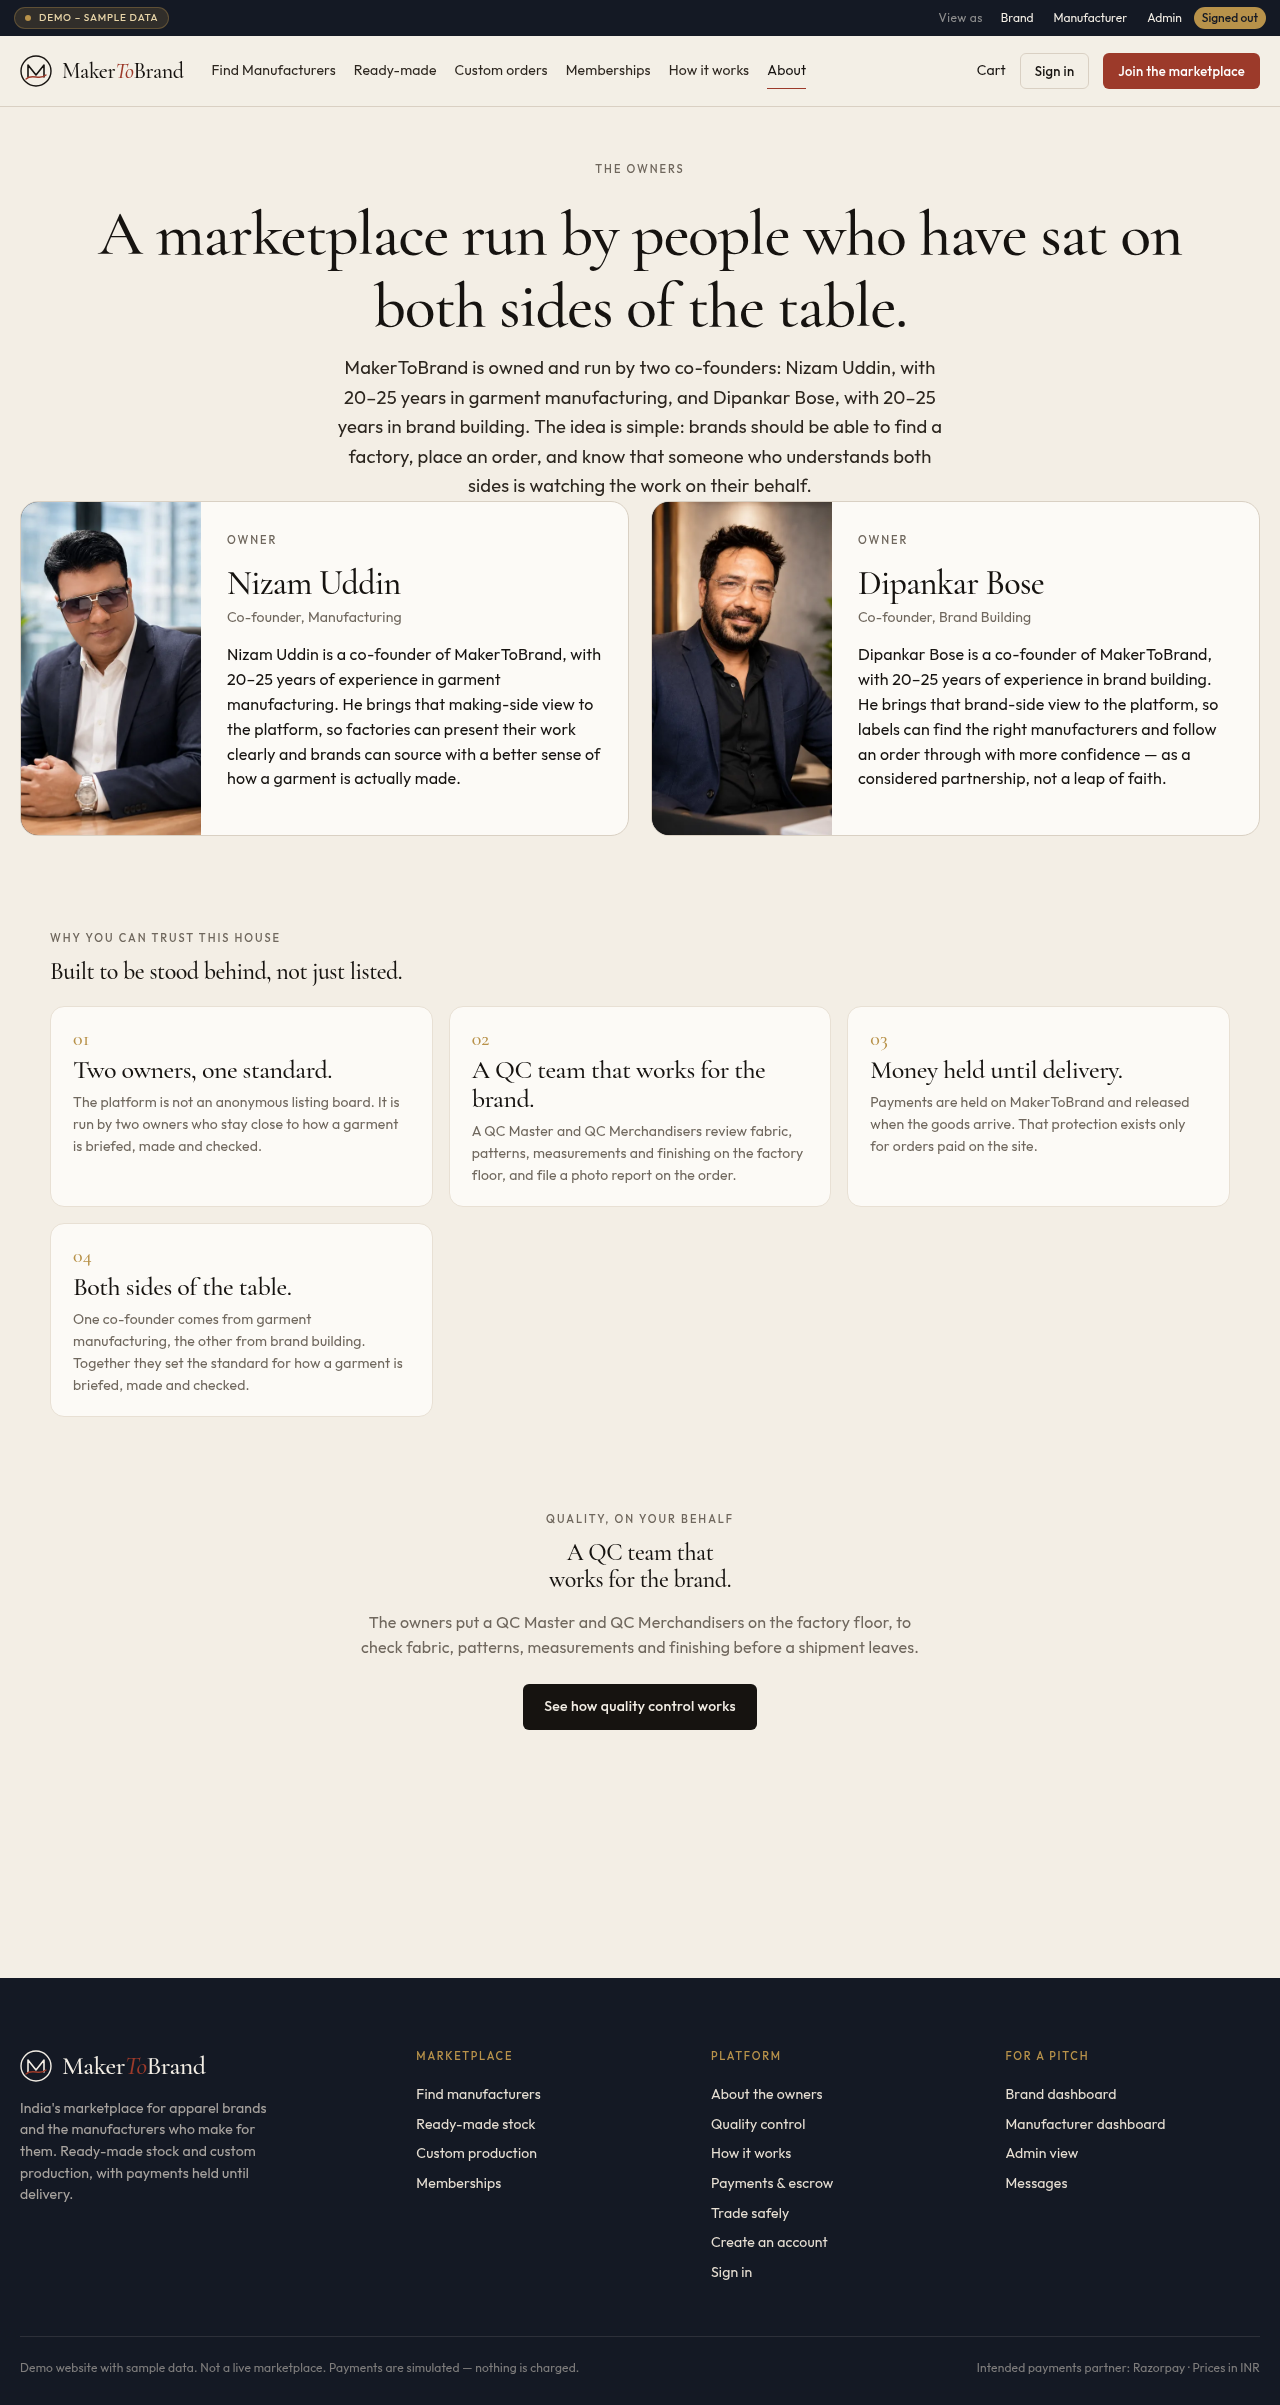 DEMO – SAMPLE DATA
View as Brand Manufacturer Admin Signed out
MakerToBrand Find Manufacturers Ready-made Custom orders Memberships How it works About Cart Sign in Join the marketplace
THE OWNERS
A marketplace run by people who have sat on
both sides of the table.
MakerToBrand is owned and run by two co-founders: Nizam Uddin, with
20–25 years in garment manufacturing, and Dipankar Bose, with 20–25
years in brand building. The idea is simple: brands should be able to find a
factory, place an order, and know that someone who understands both
sides is watching the work on their behalf.
OWNER
Nizam Uddin
Co-founder, Manufacturing
Nizam Uddin is a co-founder of MakerToBrand, with
20–25 years of experience in garment
manufacturing. He brings that making-side view to
the platform, so factories can present their work
clearly and brands can source with a better sense of
how a garment is actually made.
OWNER
Dipankar Bose
Co-founder, Brand Building
Dipankar Bose is a co-founder of MakerToBrand,
with 20–25 years of experience in brand building.
He brings that brand-side view to the platform, so
labels can find the right manufacturers and follow
an order through with more confidence — as a
considered partnership, not a leap of faith.
WHY YOU CAN TRUST THIS HOUSE
Built to be stood behind, not just listed.
01
Two owners, one standard.
The platform is not an anonymous listing board. It is
run by two owners who stay close to how a garment
is briefed, made and checked.
02
A QC team that works for the
brand.
A QC Master and QC Merchandisers review fabric,
patterns, measurements and finishing on the factory
floor, and file a photo report on the order.
03
Money held until delivery.
Payments are held on MakerToBrand and released
when the goods arrive. That protection exists only
for orders paid on the site.
04
Both sides of the table.
One co-founder comes from garment
manufacturing, the other from brand building.
Together they set the standard for how a garment is
briefed, made and checked.
QUALITY, ON YOUR BEHALF
A QC team that
works for the brand.
The owners put a QC Master and QC Merchandisers on the factory floor, to
check fabric, patterns, measurements and finishing before a shipment leaves.
See how quality control works
MakerToBrand
India's marketplace for apparel brands
and the manufacturers who make for
them. Ready-made stock and custom
production, with payments held until
delivery.
MARKETPLACE
Find manufacturers
Ready-made stock
Custom production
Memberships
PLATFORM
About the owners
Quality control
How it works
Payments & escrow
Trade safely
Create an account
Sign in
FOR A PITCH
Brand dashboard
Manufacturer dashboard
Admin view
Messages
Demo website with sample data. Not a live marketplace. Payments are simulated — nothing is charged.
Intended payments partner: Razorpay · Prices in INR